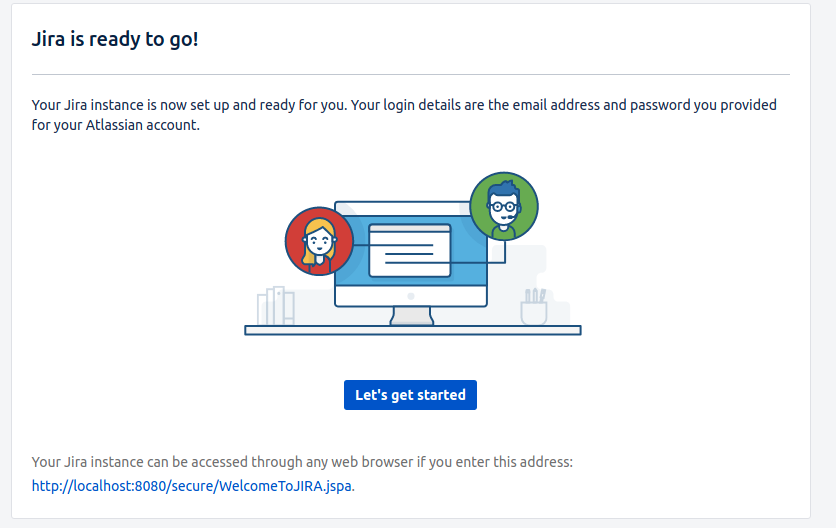 Jira is ready to go!
Your Jira instance is now set up and ready for you. Your login details are the email address and password you provided
for your Atlassian account.
Let's get started
Your Jira instance can be accessed through any web browser if you enter this address:
http://localhost:8080/secure/WelcomeToJIRA.jspa.